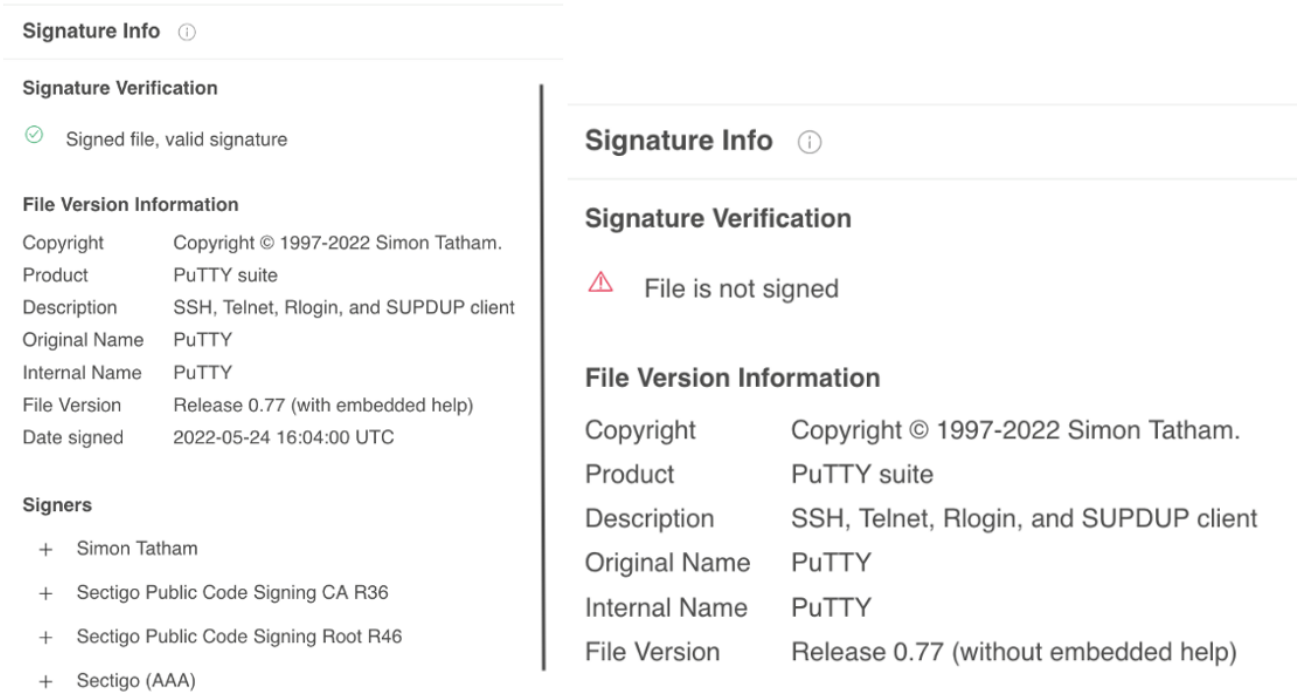 Signature Info
Signature Verification
Signed file, valid signature
File Version Information
Copyright Copyright © 1997-2022 Simon Tatham.
Product PuTTY suite
Description SSH, Telnet, Rlogin, and SUPDUP client
Original Name PuTTY
Internal Name PuTTY
File Version Release 0.77 (with embedded help)
Date signed 2022-05-24 16:04:00 UTC
Signers
+ Simon Tatham
+ Sectigo Public Code Signing CA R36
+ Sectigo Public Code Signing Root R46
+ Sectigo (AAA)
Signature Info
Signature Verification
File is not signed
File Version Information
Copyright Copyright © 1997-2022 Simon Tatham.
Product PuTTY suite
Description SSH, Telnet, Rlogin, and SUPDUP client
Original Name PuTTY
Internal Name PuTTY
File Version Release 0.77 (without embedded help)